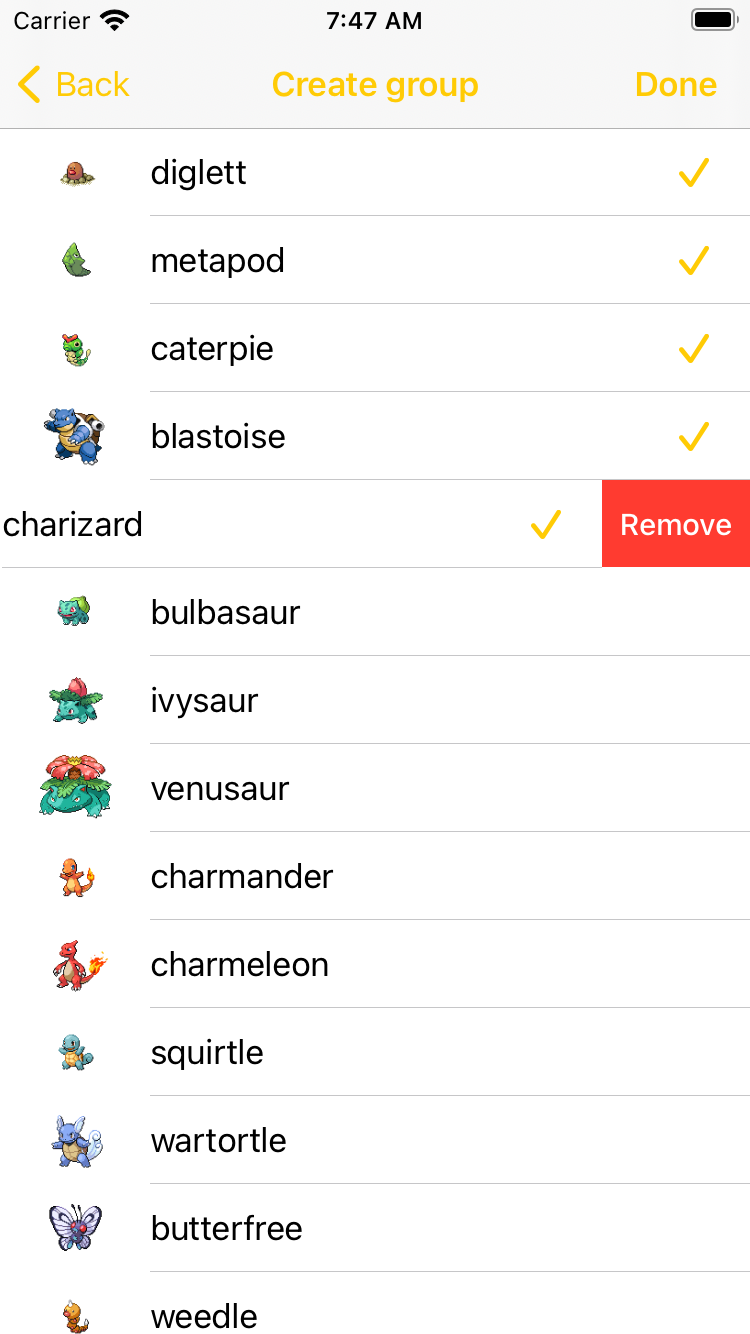 Carrier 7:47 AM
Back Create group Done
diglett
metapod
caterpie
blastoise
charizard Remove
bulbasaur
ivysaur
venusaur
charmander
charmeleon
squirtle
wartortle
butterfree
weedle